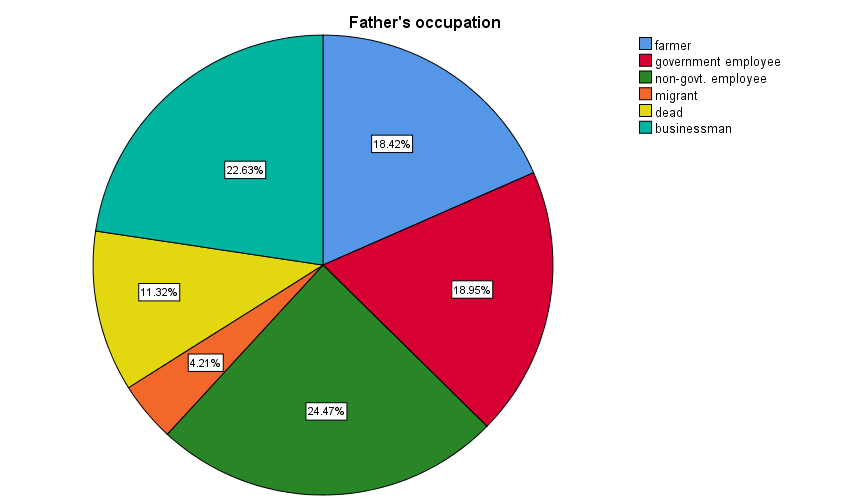 Father's occupation
farmer
government employee
non-govt. employee
migrant
dead
businessman
18.42%
22.63%
18.95%
11.32%
4.21%
24.47%